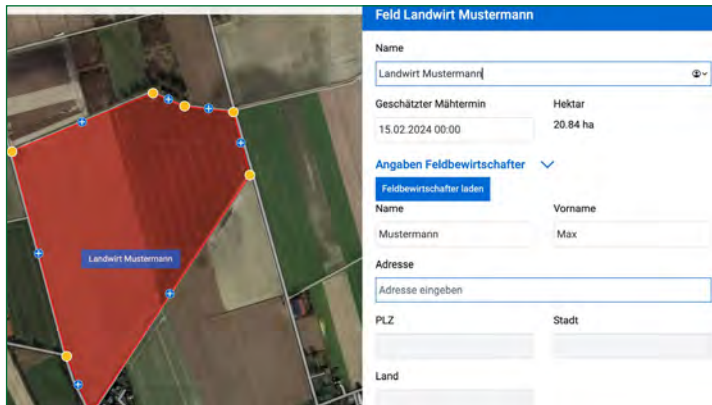 Feld Landwirt Mustermann
Name
Landwirt Mustermann
Geschätzter Mähtermin Hektar
15.02.2024 00:00 20.84 ha
Angaben Feldbewirtschafter
Feldbewirtschafter laden
Name Vorname
Mustermann Max
Adresse
Adresse eingeben
PLZ Stadt
Land
Landwirt Mustermann